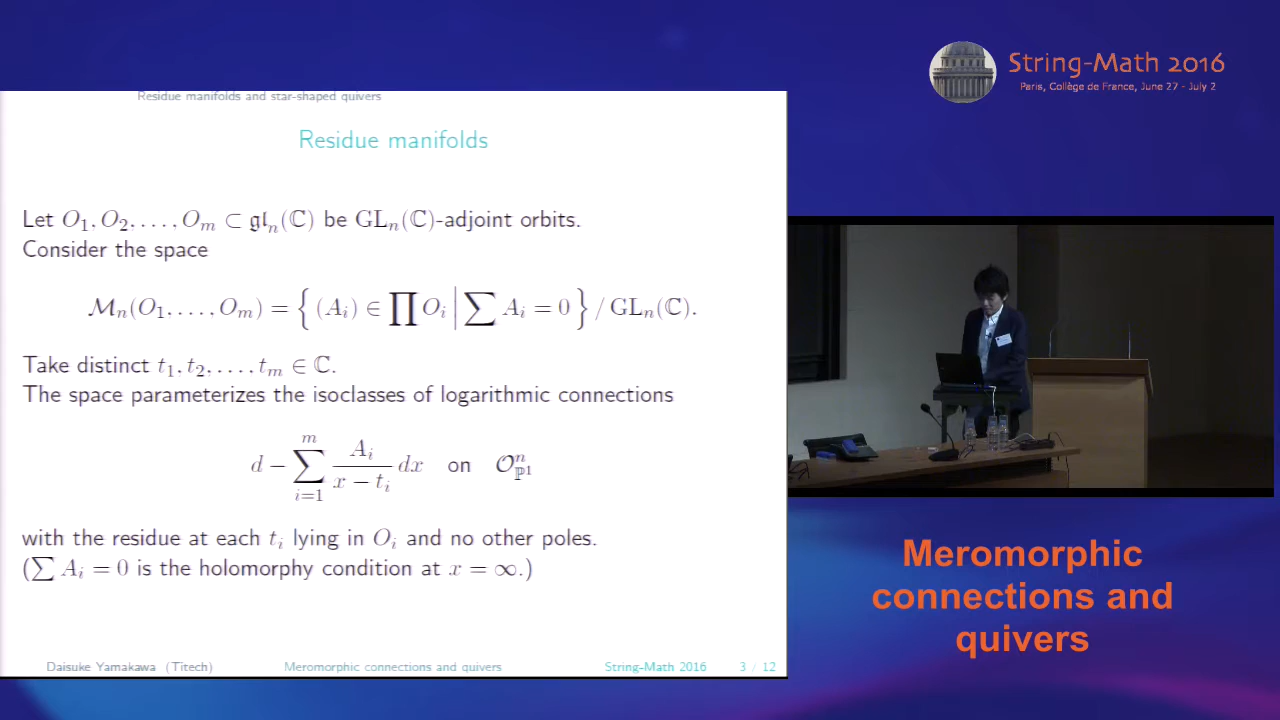 Residue manifolds and star-shaped quivers
Residue manifolds
Let O₁, O₂, . . . , Oₘ ⊂ 𝔤𝔩ₙ(ℂ) be GLₙ(ℂ)-adjoint orbits.
Consider the space
ℳₙ(O₁, . . . , Oₘ) = { (Aᵢ) ∈ ∏ Oᵢ | ∑ Aᵢ = 0 } / GLₙ(ℂ).
Take distinct t₁, t₂, . . . , tₘ ∈ ℂ.
The space parameterizes the isoclasses of logarithmic connections
d − ∑_{i=1}^{m} \frac{Aᵢ}{x − tᵢ} dx on 𝒪^n_{ℙ¹}
with the residue at each tᵢ lying in Oᵢ and no other poles.
(∑ Aᵢ = 0 is the holomorphy condition at x = ∞.)
Daisuke Yamakawa (Titech) Meromorphic connections and quivers String-Math 2016 3 / 12
String-Math 2016
Paris, Collège de France, June 27 - July 2
Meromorphic
connections and
quivers